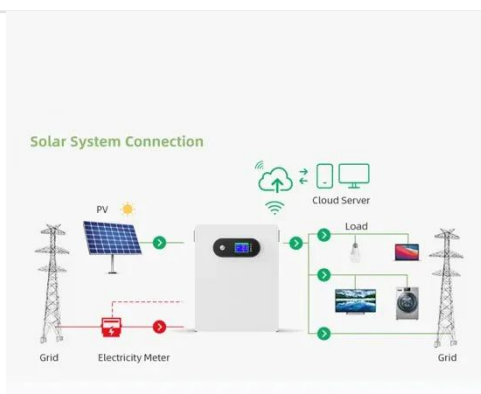 Solar System Connection
Cloud Server
PV
Load
Grid
Electricity Meter
Grid